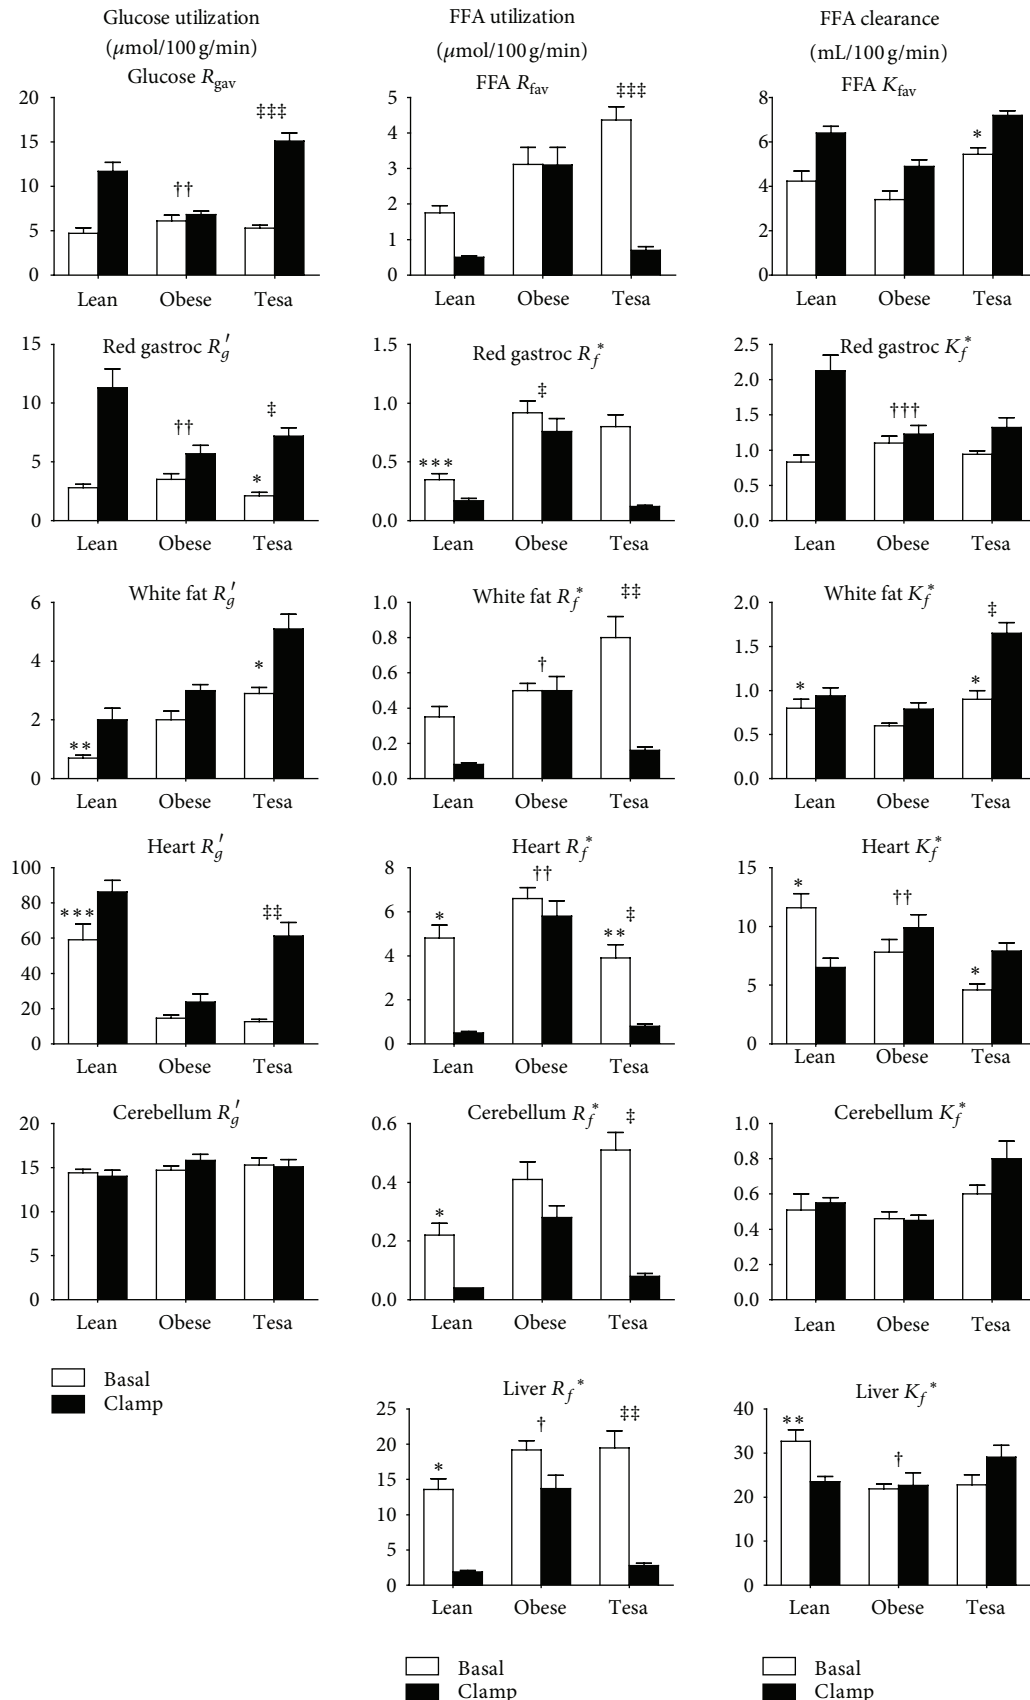 Glucose utilization
(μmol/100 g/min)
Glucose R_gav
20
15
10
5
0
††
‡‡‡
Lean Obese Tesa
FFA utilization
(μmol/100 g/min)
FFA R_fav
5
4
3
2
1
0
‡‡‡
Lean Obese Tesa
FFA clearance
(mL/100 g/min)
FFA K_fav
8
6
4
2
0
*
Lean Obese Tesa
Red gastroc R_g′
15
10
5
0
††
‡
*
Lean Obese Tesa
Red gastroc R_f*
1.5
1.0
0.5
0.0
***
‡
Lean Obese Tesa
Red gastroc K_f*
2.5
2.0
1.5
1.0
0.5
0.0
†††
Lean Obese Tesa
White fat R_g′
6
4
2
0
**
*
Lean Obese Tesa
White fat R_f*
1.0
0.8
0.6
0.4
0.2
0.0
†
‡‡
Lean Obese Tesa
White fat K_f*
2.0
1.5
1.0
0.5
0.0
*
*
‡
Lean Obese Tesa
Heart R_g′
100
80
60
40
20
0
***
‡‡
Lean Obese Tesa
Heart R_f*
8
6
4
2
0
*
††
** ‡
Lean Obese Tesa
Heart K_f*
15
10
5
0
*
††
*
Lean Obese Tesa
Cerebellum R_g′
20
15
10
5
0
Lean Obese Tesa
Cerebellum R_f*
0.6
0.4
0.2
0.0
*
‡
Lean Obese Tesa
Cerebellum K_f*
1.0
0.8
0.6
0.4
0.2
0.0
Lean Obese Tesa
Basal
Clamp
Liver R_f*
25
20
15
10
5
0
*
†
‡‡
Lean Obese Tesa
Basal
Clamp
Liver K_f*
40
30
20
10
0
**
†
Lean Obese Tesa
Basal
Clamp